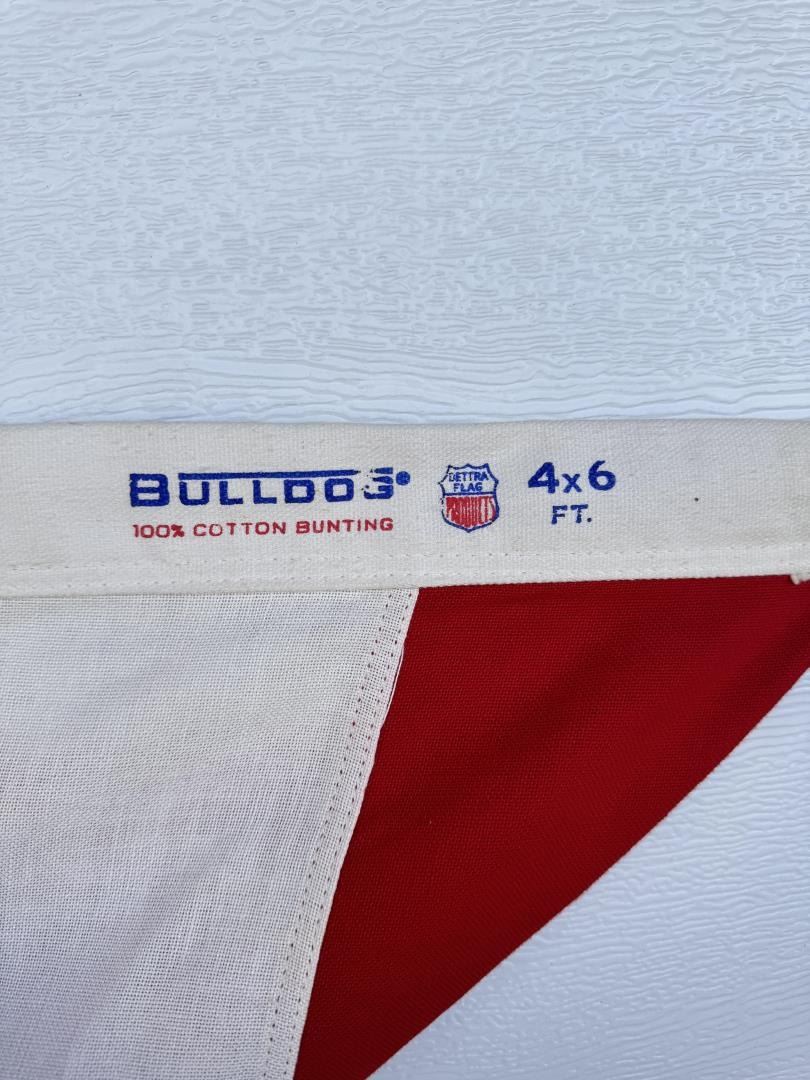 BULLDOG®
100% COTTON BUNTING
DETTRA
FLAG
PRODUCTS
4x6
FT.